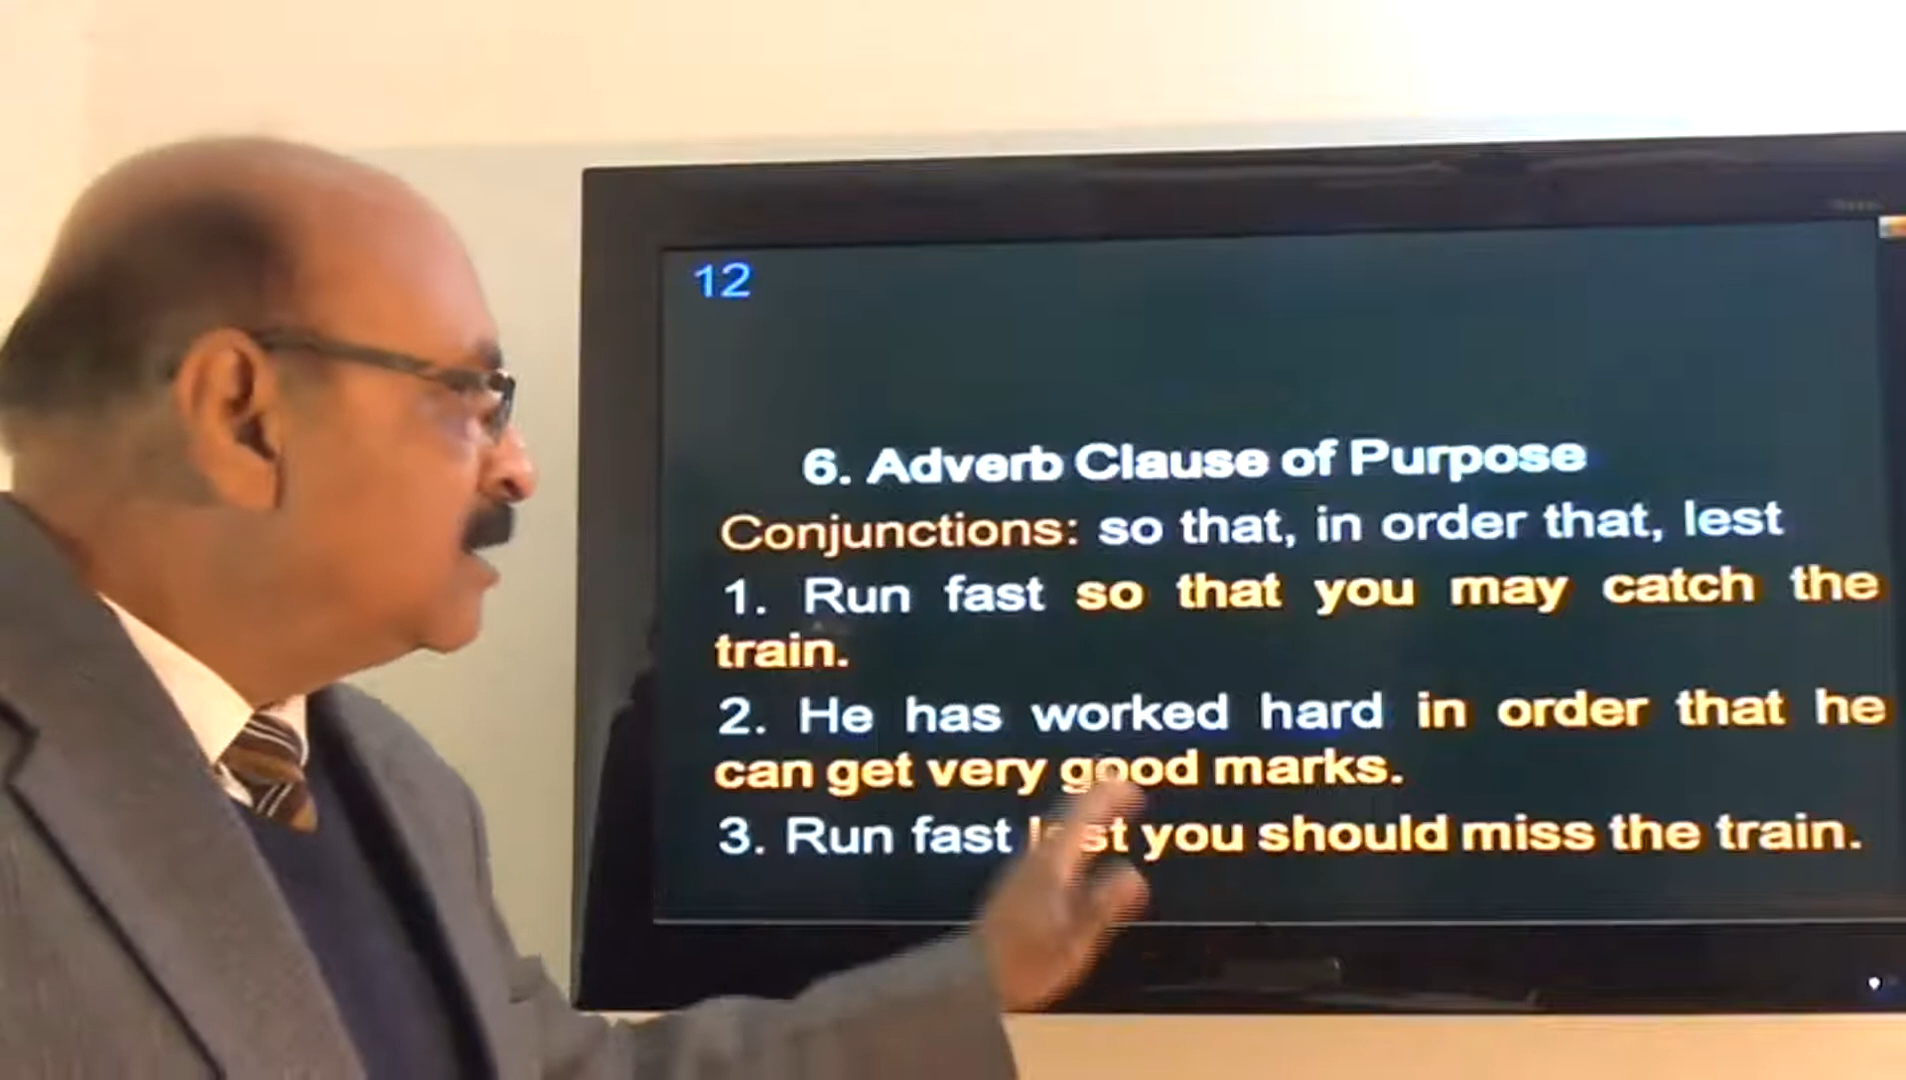 12
6. Adverb Clause of Purpose
Conjunctions: so that, in order that, lest
1. Run fast so that you may catch the
train.
2. He has worked hard in order that he
can get very good marks.
3. Run fast lest you should miss the train.